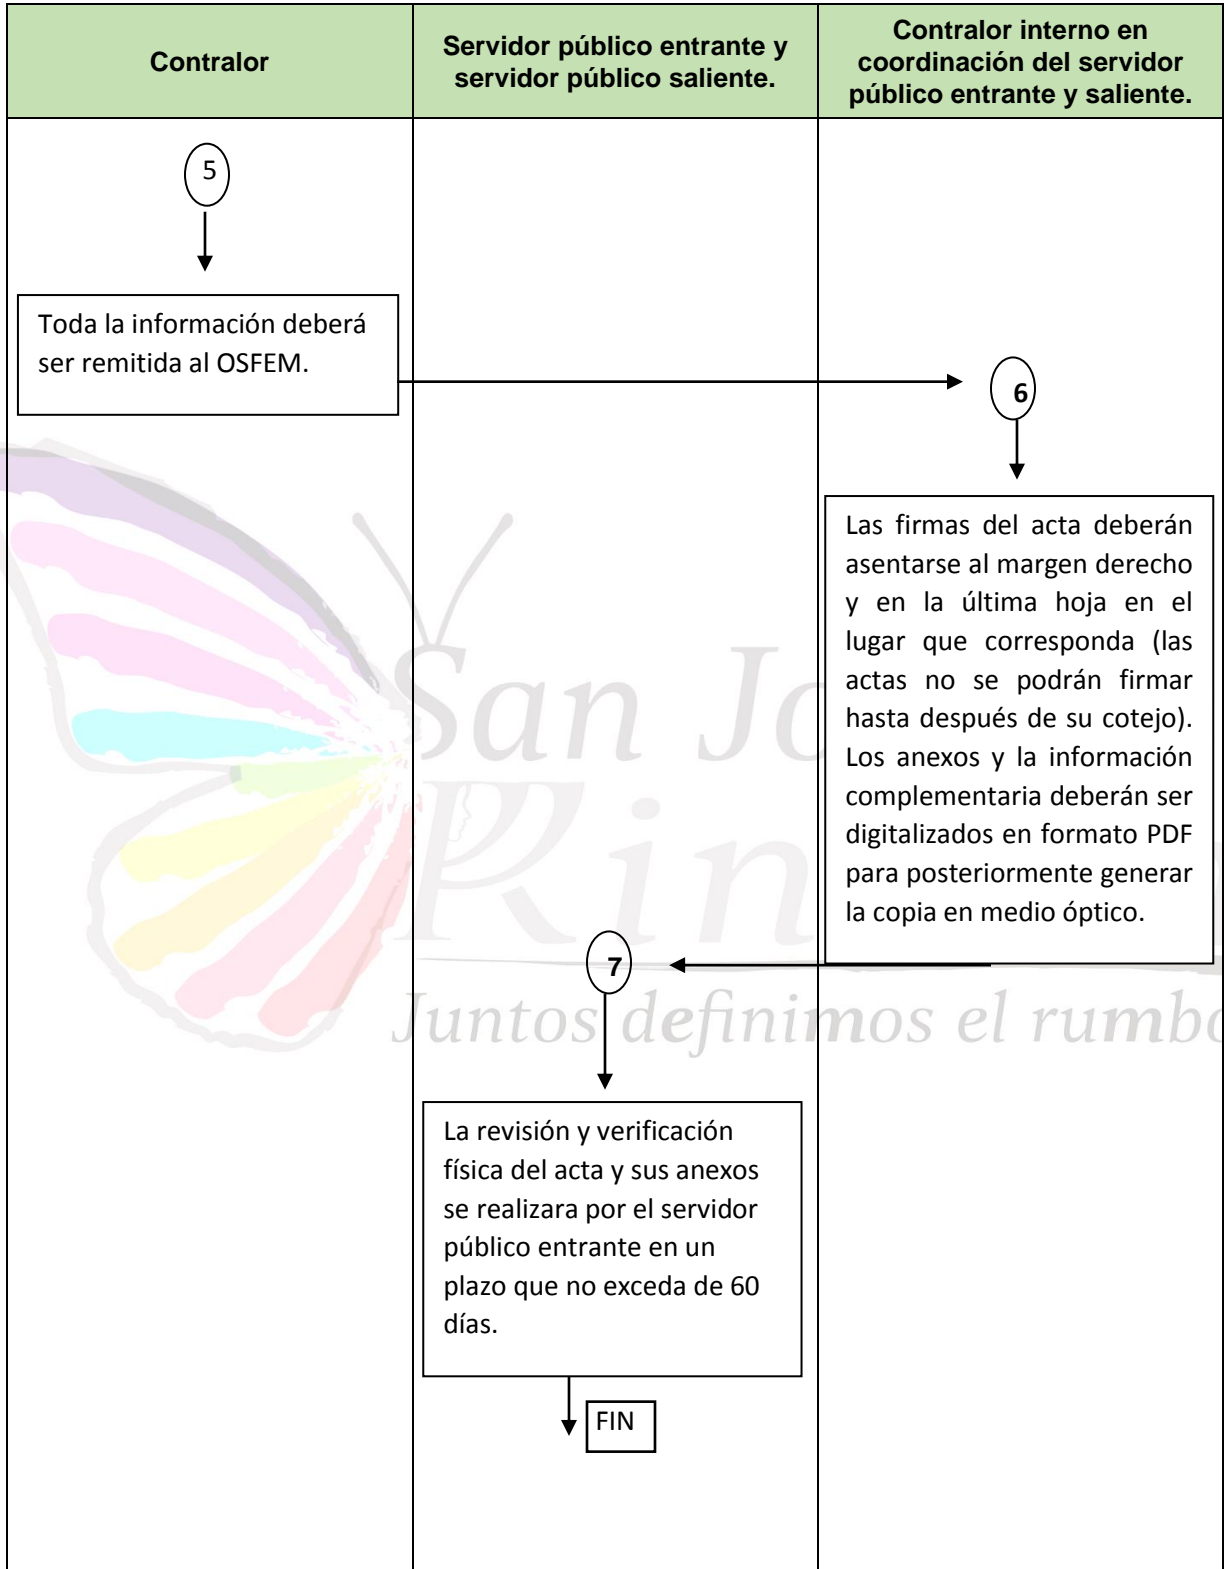 Contralor
Servidor público entrante y
servidor público saliente.
Contralor interno en
coordinación del servidor
público entrante y saliente.
5
Toda la información deberá
ser remitida al OSFEM.
6
Las firmas del acta deberán
asentarse al margen derecho
y en la última hoja en el
lugar que corresponda (las
actas no se podrán firmar
hasta después de su cotejo).
Los anexos y la información
complementaria deberán ser
digitalizados en formato PDF
para posteriormente generar
la copia en medio óptico.
7
La revisión y verificación
física del acta y sus anexos
se realizara por el servidor
público entrante en un
plazo que no exceda de 60
días.
FIN
San Jo
Rin
Juntos definimos el rumbo